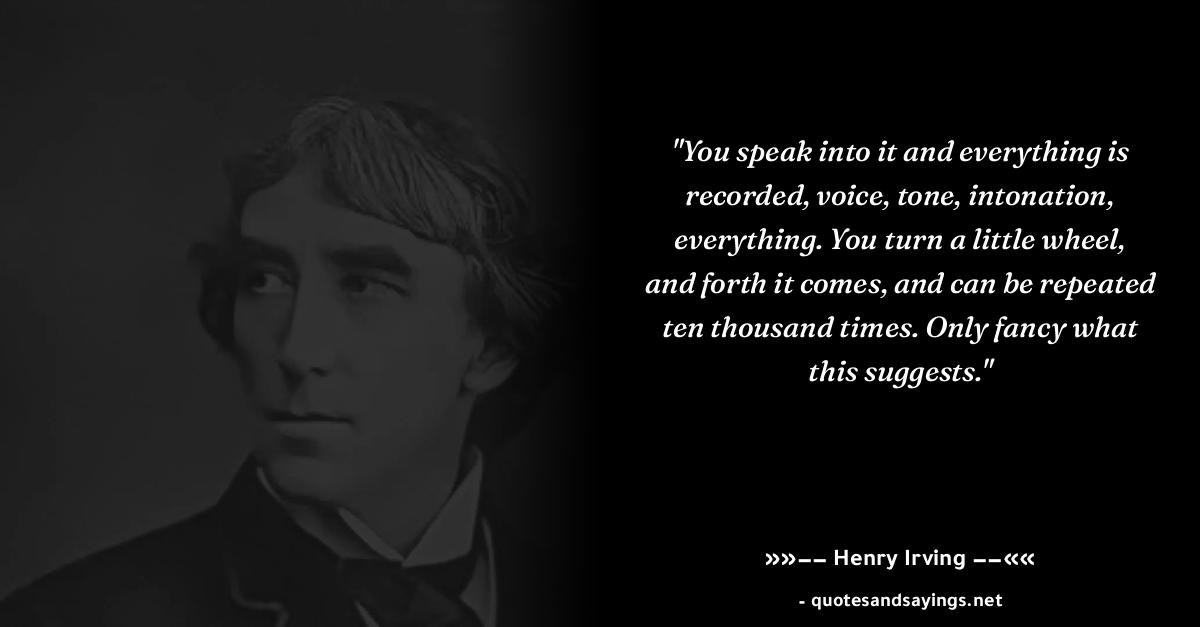 "You speak into it and everything is
recorded, voice, tone, intonation,
everything. You turn a little wheel,
and forth it comes, and can be repeated
ten thousand times. Only fancy what
this suggests."
»»–– Henry Irving ––««
- quotesandsayings.net